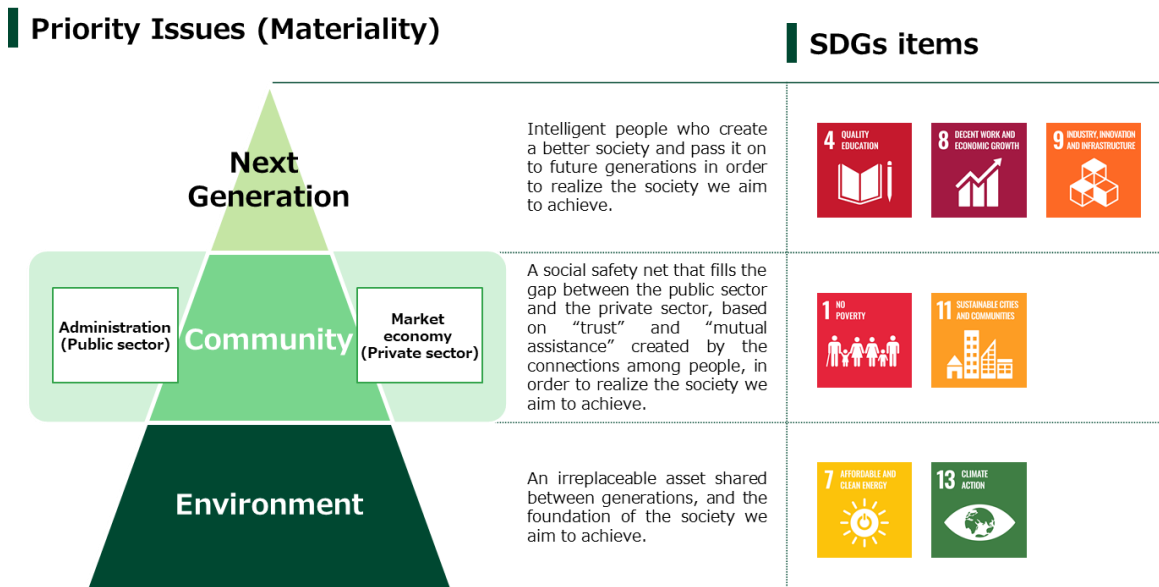 Priority Issues (Materiality)
SDGs items
Next
Generation
Intelligent people who create
a better society and pass it on
to future generations in order
to realize the society we aim
to achieve.
4 QUALITY
EDUCATION
8 DECENT WORK AND
ECONOMIC GROWTH
9 INDUSTRY, INNOVATION
AND INFRASTRUCTURE
Administration
(Public sector)
Community
Market
economy
(Private sector)
A social safety net that fills the
gap between the public sector
and the private sector, based
on “trust” and “mutual
assistance” created by the
connections among people, in
order to realize the society we
aim to achieve.
1 NO
POVERTY
11 SUSTAINABLE CITIES
AND COMMUNITIES
Environment
An irreplaceable asset shared
between generations, and the
foundation of the society we
aim to achieve.
7 AFFORDABLE AND
CLEAN ENERGY
13 CLIMATE
ACTION